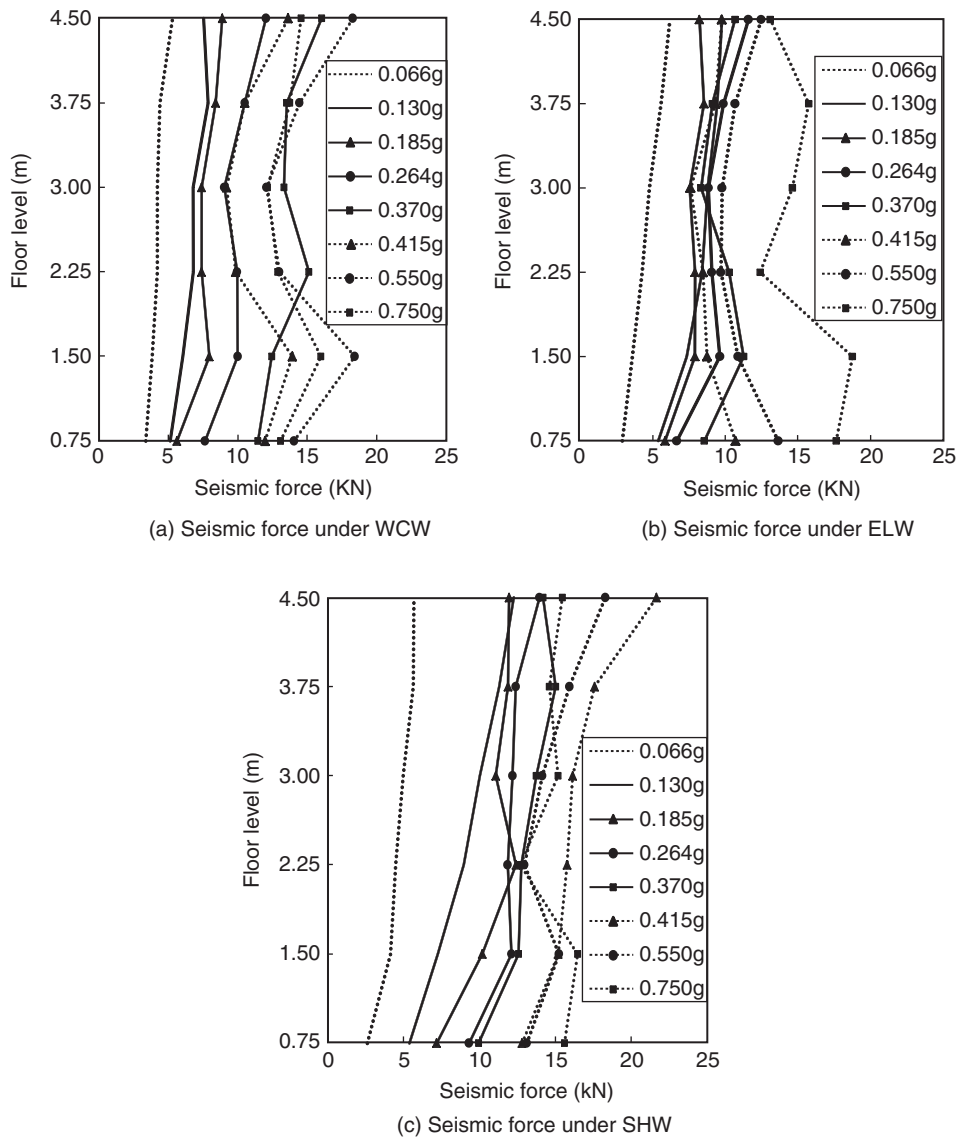 4.50
3.75
3.00
2.25
1.50
0.75
Floor level (m)
0
5
10
15
20
25
Seismic force (KN)
0.066g
0.130g
0.185g
0.264g
0.370g
0.415g
0.550g
0.750g
(a) Seismic force under WCW
4.50
3.75
3.00
2.25
1.50
0.75
Floor level (m)
0
5
10
15
20
25
Seismic force (KN)
0.066g
0.130g
0.185g
0.264g
0.370g
0.415g
0.550g
0.750g
(b) Seismic force under ELW
4.50
3.75
3.00
2.25
1.50
0.75
Floor level (m)
0
5
10
15
20
25
Seismic force (kN)
0.066g
0.130g
0.185g
0.264g
0.370g
0.415g
0.550g
0.750g
(c) Seismic force under SHW